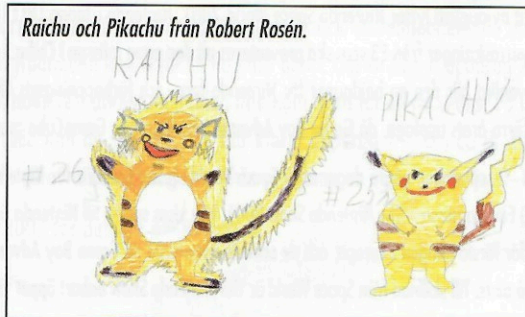 Raichu och Pikachu från Robert Rosén.
RAICHU
PIKACHU
#26
#25